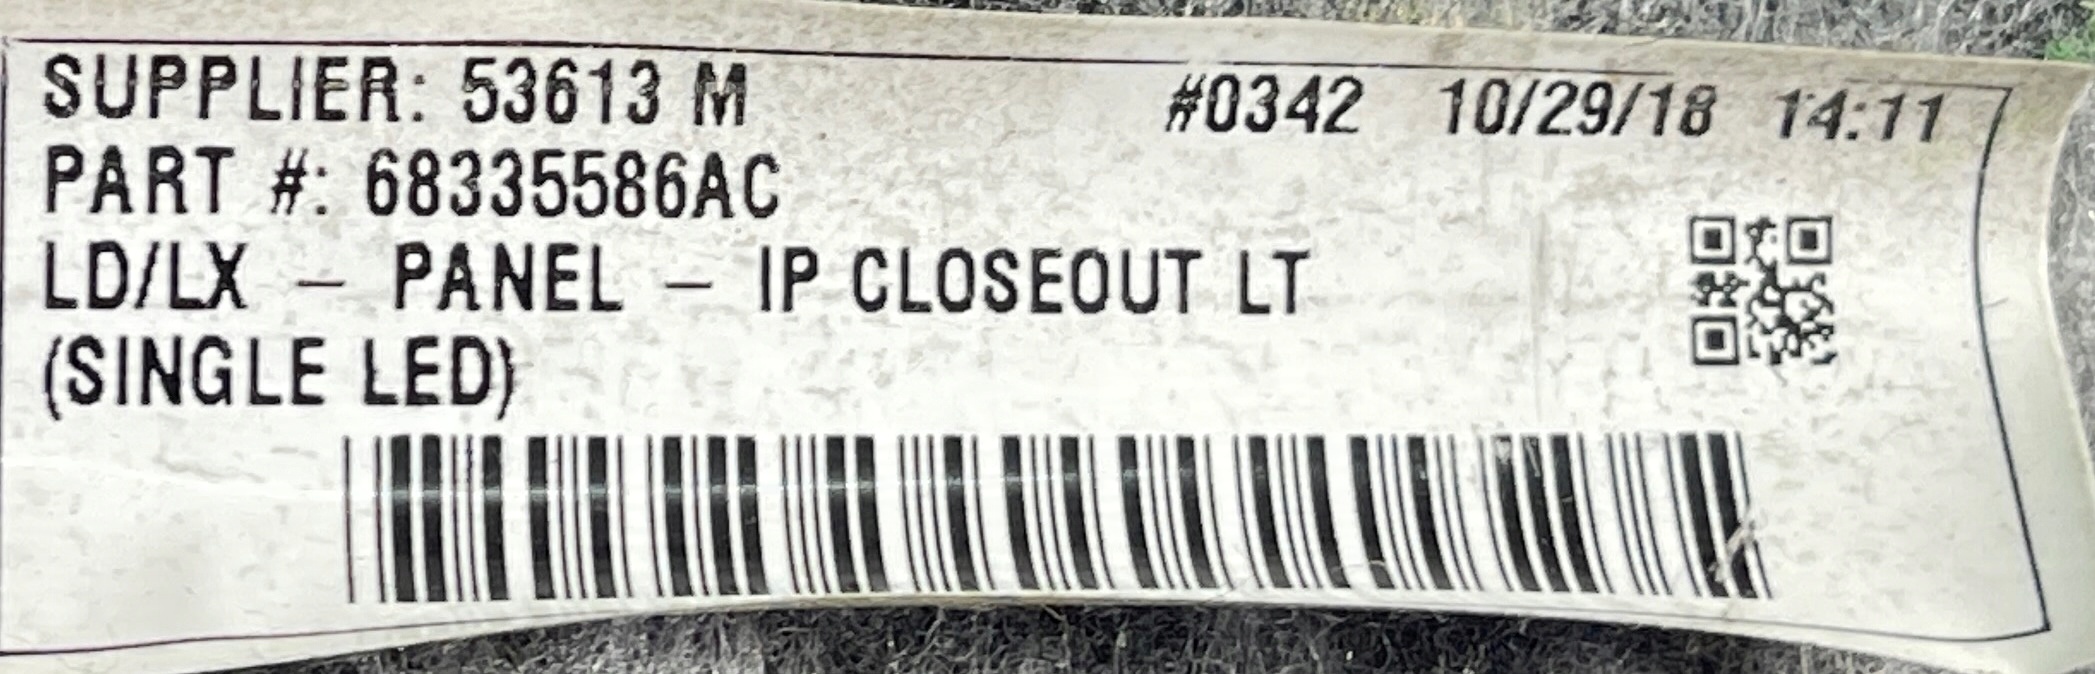 SUPPLIER: 53613 M #0342 10/29/18 14:11
PART #: 68335586AC
LD/LX - PANEL - IP CLOSEOUT LT
(SINGLE LED)